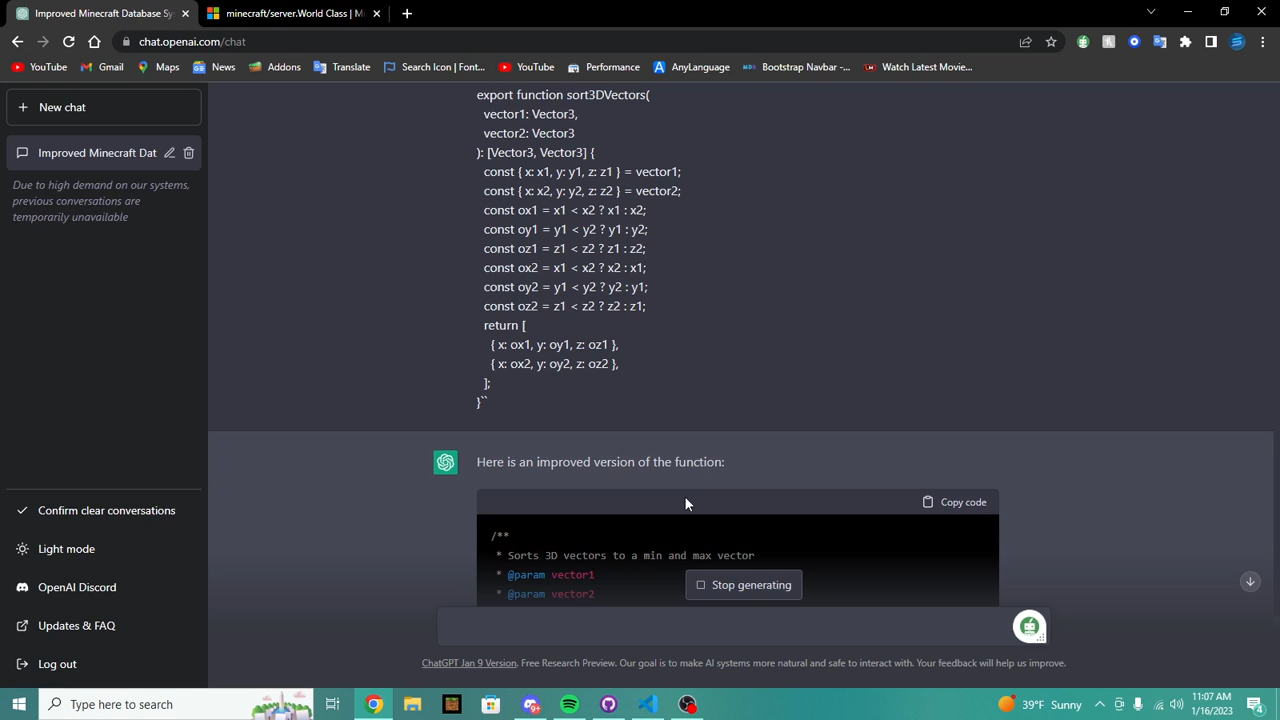 Improved Minecraft Database Sy
minecraft/server.World Class | M
chat.openai.com/chat
YouTube
Gmail
Maps
News
Addons
Translate
Search Icon | Font...
YouTube
Performance
AnyLanguage
Bootstrap Navbar -...
Watch Latest Movie...
New chat
Improved Minecraft Dat
Due to high demand on our systems,
previous conversations are
temporarily unavailable
Confirm clear conversations
Light mode
OpenAI Discord
Updates & FAQ
Log out
export function sort3DVectors(
vector1: Vector3,
vector2: Vector3
): [Vector3, Vector3] {
const { x: x1, y: y1, z: z1 } = vector1;
const { x: x2, y: y2, z: z2 } = vector2;
const ox1 = x1 < x2 ? x1 : x2;
const oy1 = y1 < y2 ? y1 : y2;
const oz1 = z1 < z2 ? z1 : z2;
const ox2 = x1 < x2 ? x2 : x1;
const oy2 = y1 < y2 ? y2 : y1;
const oz2 = z1 < z2 ? z2 : z1;
return [
{ x: ox1, y: oy1, z: oz1 },
{ x: ox2, y: oy2, z: oz2 },
];
}``
Here is an improved version of the function:
Copy code
/**
* Sorts 3D vectors to a min and max vector
* @param vector1
* @param vector2
Stop generating
ChatGPT Jan 9 Version. Free Research Preview. Our goal is to make AI systems more natural and safe to interact with. Your feedback will help us improve.
Type here to search
39°F Sunny
11:07 AM
1/16/2023
4